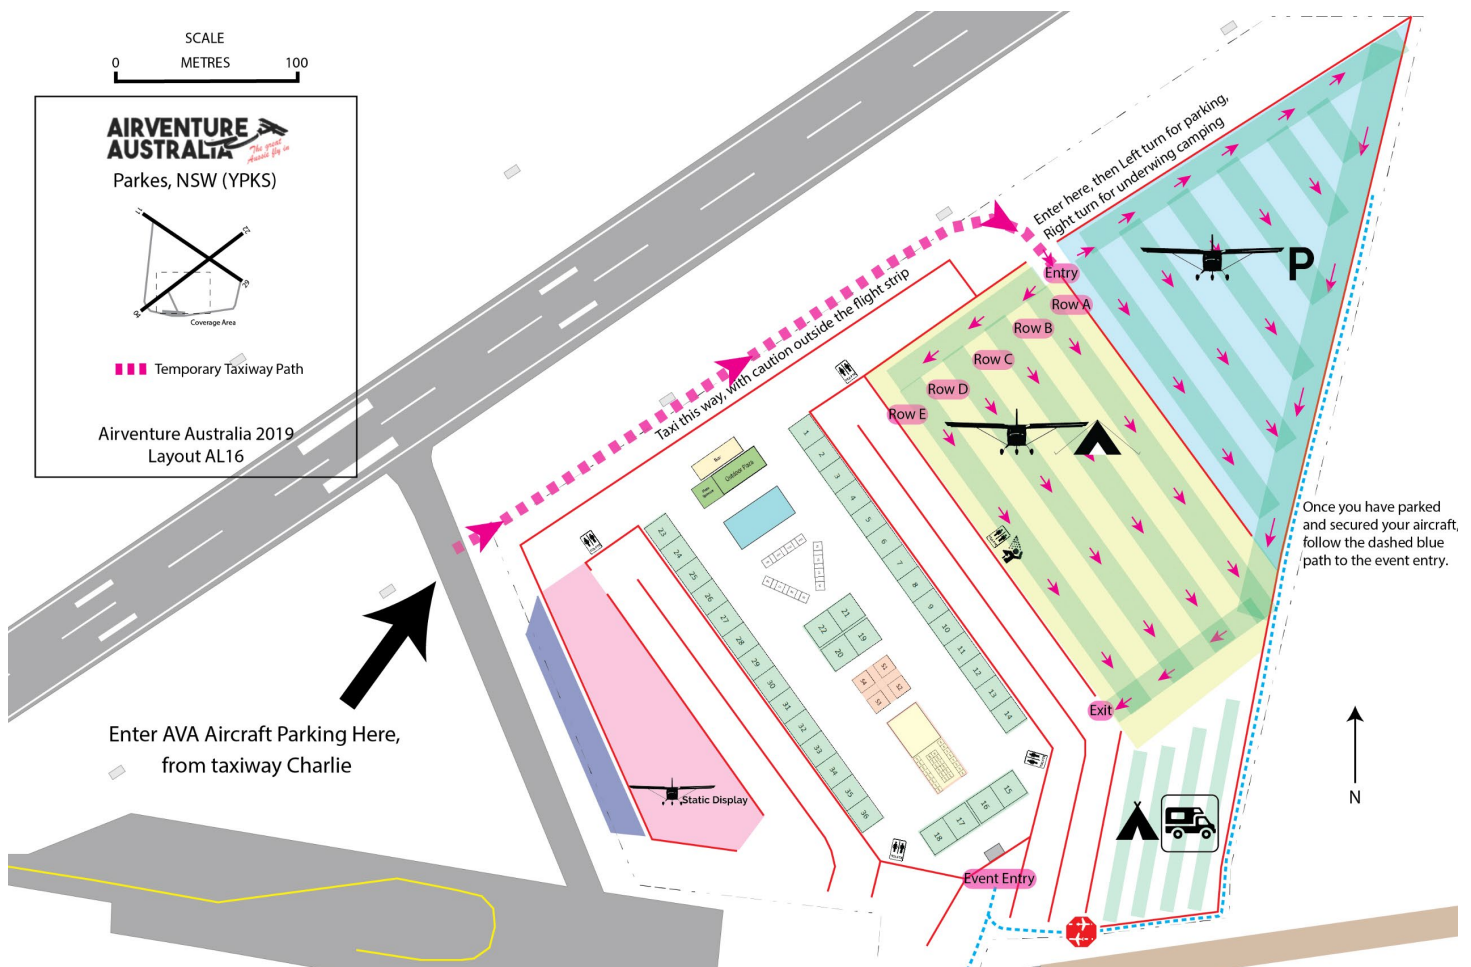 SCALE
METRES
0
100
AIRVENTURE
AUSTRALIA
The great
Aussie fly in
Parkes, NSW (YPKS)
11
22
29
04
Coverage Area
Temporary Taxiway Path
Airventure Australia 2019
Layout AL16
Enter here, then Left turn for parking,
Right turn for underwing camping
Taxi this way, with caution outside the flight strip
P
Entry
Row A
Row B
Row C
Row D
Row E
Exit
Once you have parked
and secured your aircraft,
follow the dashed blue
path to the event entry.
N
Enter AVA Aircraft Parking Here,
from taxiway Charlie
Static Display
Event Entry
Bar
Outdoor Pack
1
2
3
4
5
6
7
8
9
10
11
12
13
14
15
16
17
18
19
20
21
22
23
24
25
26
27
28
29
30
31
32
33
34
35
36